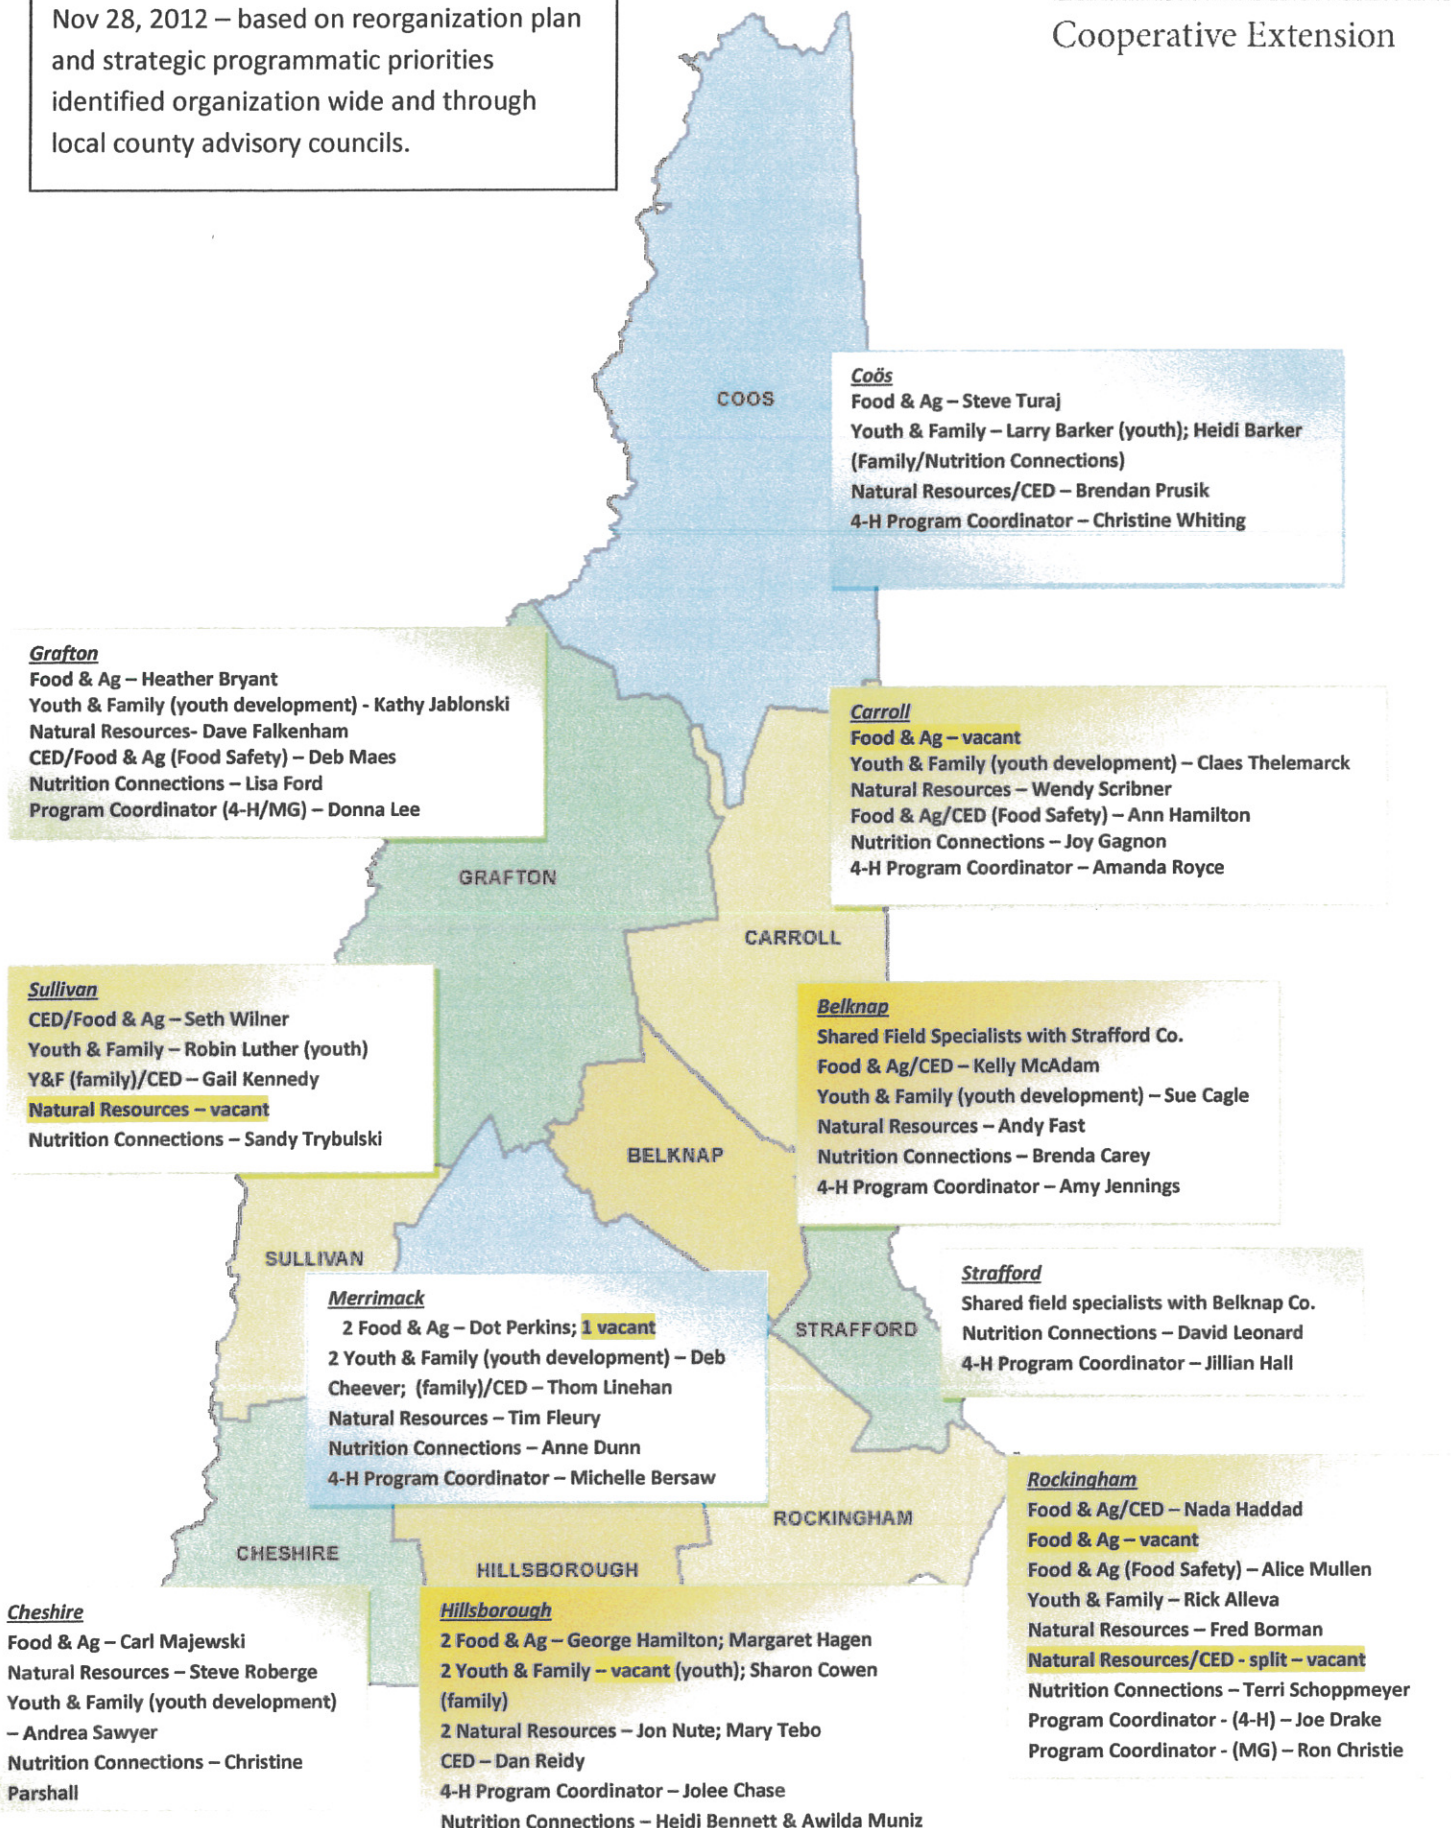 Nov 28, 2012 – based on reorganization plan
and strategic programmatic priorities
identified organization wide and through
local county advisory councils.
Cooperative Extension
COOS
Coös
Food & Ag – Steve Turaj
Youth & Family – Larry Barker (youth); Heidi Barker
(Family/Nutrition Connections)
Natural Resources/CED – Brendan Prusik
4-H Program Coordinator – Christine Whiting
Grafton
Food & Ag – Heather Bryant
Youth & Family (youth development) - Kathy Jablonski
Natural Resources- Dave Falkenham
CED/Food & Ag (Food Safety) – Deb Maes
Nutrition Connections – Lisa Ford
Program Coordinator (4-H/MG) – Donna Lee
Carroll
Food & Ag – vacant
Youth & Family (youth development) – Claes Thelemarck
Natural Resources – Wendy Scribner
Food & Ag/CED (Food Safety) – Ann Hamilton
Nutrition Connections – Joy Gagnon
4-H Program Coordinator – Amanda Royce
GRAFTON
CARROLL
Sullivan
CED/Food & Ag – Seth Wilner
Youth & Family – Robin Luther (youth)
Y&F (family)/CED – Gail Kennedy
Natural Resources – vacant
Nutrition Connections – Sandy Trybulski
Belknap
Shared Field Specialists with Strafford Co.
Food & Ag/CED – Kelly McAdam
Youth & Family (youth development) – Sue Cagle
Natural Resources – Andy Fast
Nutrition Connections – Brenda Carey
4-H Program Coordinator – Amy Jennings
BELKNAP
SULLIVAN
Merrimack
2 Food & Ag – Dot Perkins; 1 vacant
2 Youth & Family (youth development) – Deb
Cheever; (family)/CED – Thom Linehan
Natural Resources – Tim Fleury
Nutrition Connections – Anne Dunn
4-H Program Coordinator – Michelle Bersaw
STRAFFORD
Strafford
Shared field specialists with Belknap Co.
Nutrition Connections – David Leonard
4-H Program Coordinator – Jillian Hall
ROCKINGHAM
Rockingham
Food & Ag/CED – Nada Haddad
Food & Ag – vacant
Food & Ag (Food Safety) – Alice Mullen
Youth & Family – Rick Alleva
Natural Resources – Fred Borman
Natural Resources/CED - split – vacant
Nutrition Connections – Terri Schoppmeyer
Program Coordinator - (4-H) – Joe Drake
Program Coordinator - (MG) – Ron Christie
CHESHIRE
HILLSBOROUGH
Cheshire
Food & Ag – Carl Majewski
Natural Resources – Steve Roberge
Youth & Family (youth development)
– Andrea Sawyer
Nutrition Connections – Christine
Parshall
Hillsborough
2 Food & Ag – George Hamilton; Margaret Hagen
2 Youth & Family – vacant (youth); Sharon Cowen
(family)
2 Natural Resources – Jon Nute; Mary Tebo
CED – Dan Reidy
4-H Program Coordinator – Jolee Chase
Nutrition Connections – Heidi Bennett & Awilda Muniz